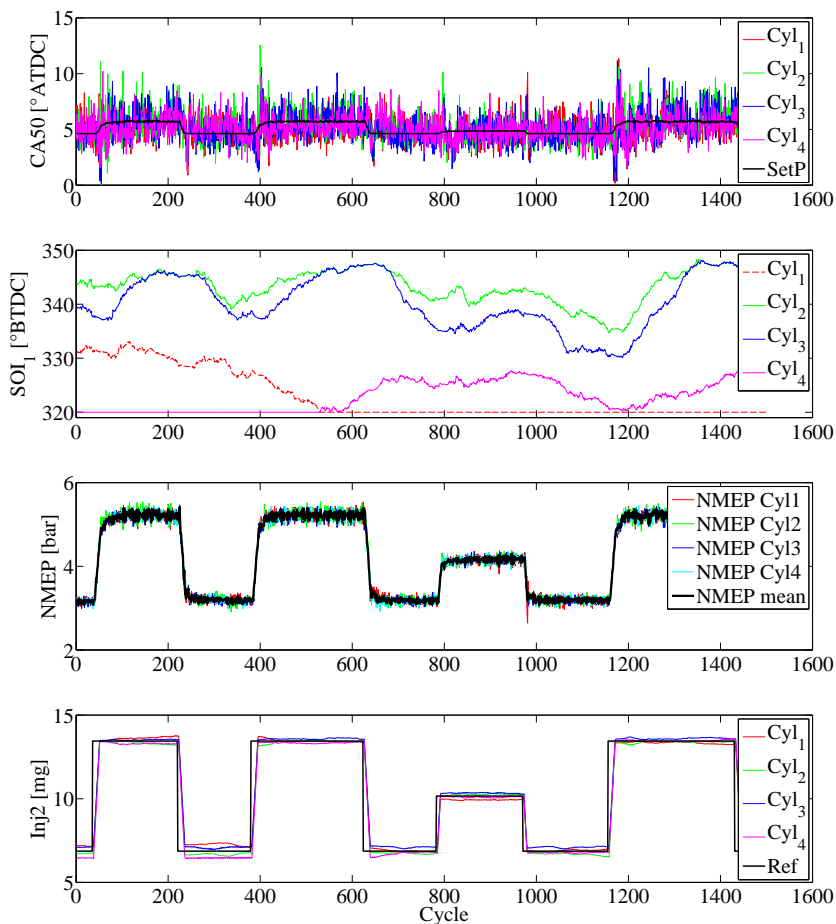 CA50 [°ATDC]
15
10
5
0
0 200 400 600 800 1000 1200 1400 1600
Cyl1
Cyl2
Cyl3
Cyl4
SetP
SOI1 [°BTDC]
350
340
330
320
0 200 400 600 800 1000 1200 1400 1600
Cyl1
Cyl2
Cyl3
Cyl4
NMEP [bar]
6
4
2
0 200 400 600 800 1000 1200 1400 1600
NMEP Cyl1
NMEP Cyl2
NMEP Cyl3
NMEP Cyl4
NMEP mean
Inj2 [mg]
15
10
5
0 200 400 600 800 1000 1200 1400 1600
Cyl1
Cyl2
Cyl3
Cyl4
Ref
Cycle